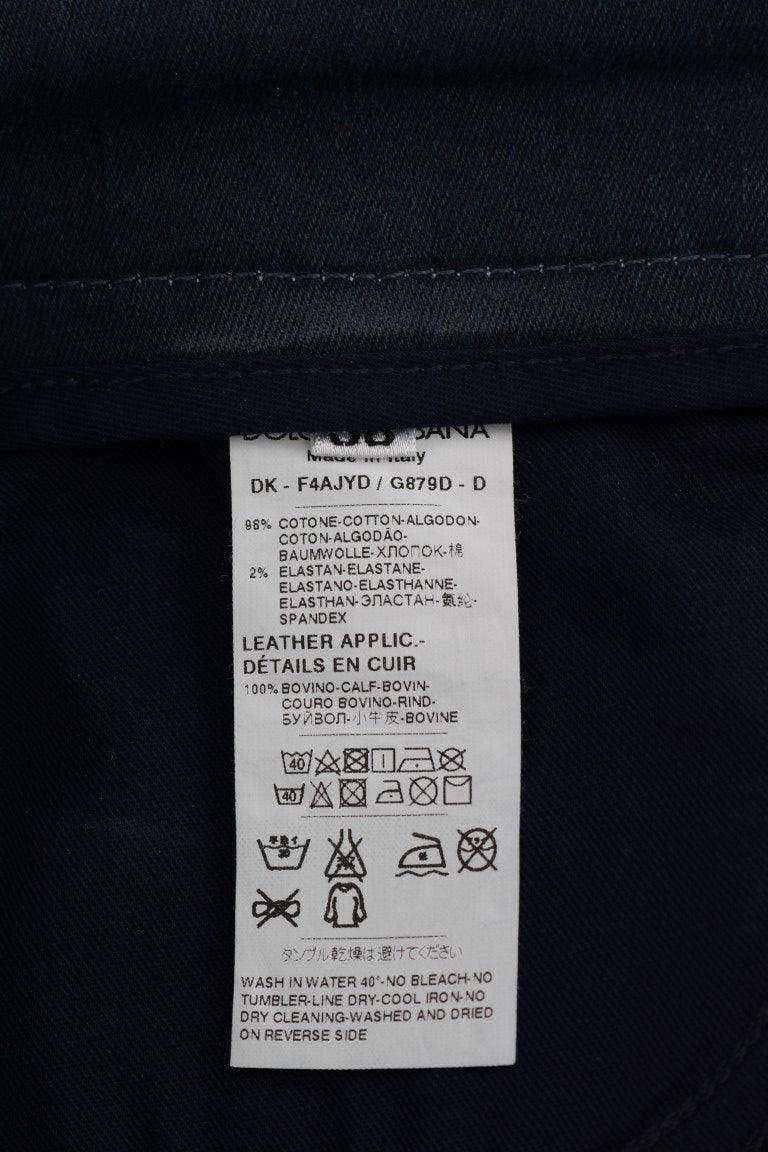 Made in Italy
DK - F4AJYD / G879D - D
98% COTONE-COTTON-ALGODON-
COTON-ALGODÃO-
BAUMWOLLE-ХЛОПОК-棉
2% ELASTAN-ELASTANE-
ELASTANO-ELASTHANNE-
ELASTHAN-ЭЛАСТАН-氨纶-
SPANDEX
LEATHER APPLIC.-
DÉTAILS EN CUIR
100% BOVINO-CALF-BOVIN-
COURO BOVINO-RIND-
БУЙВОЛ-小牛皮-BOVINE
40
40
手洗イ
30
タンブル乾燥は避けてください
WASH IN WATER 40°-NO BLEACH-NO
TUMBLER-LINE DRY-COOL IRON-NO
DRY CLEANING-WASHED AND DRIED
ON REVERSE SIDE